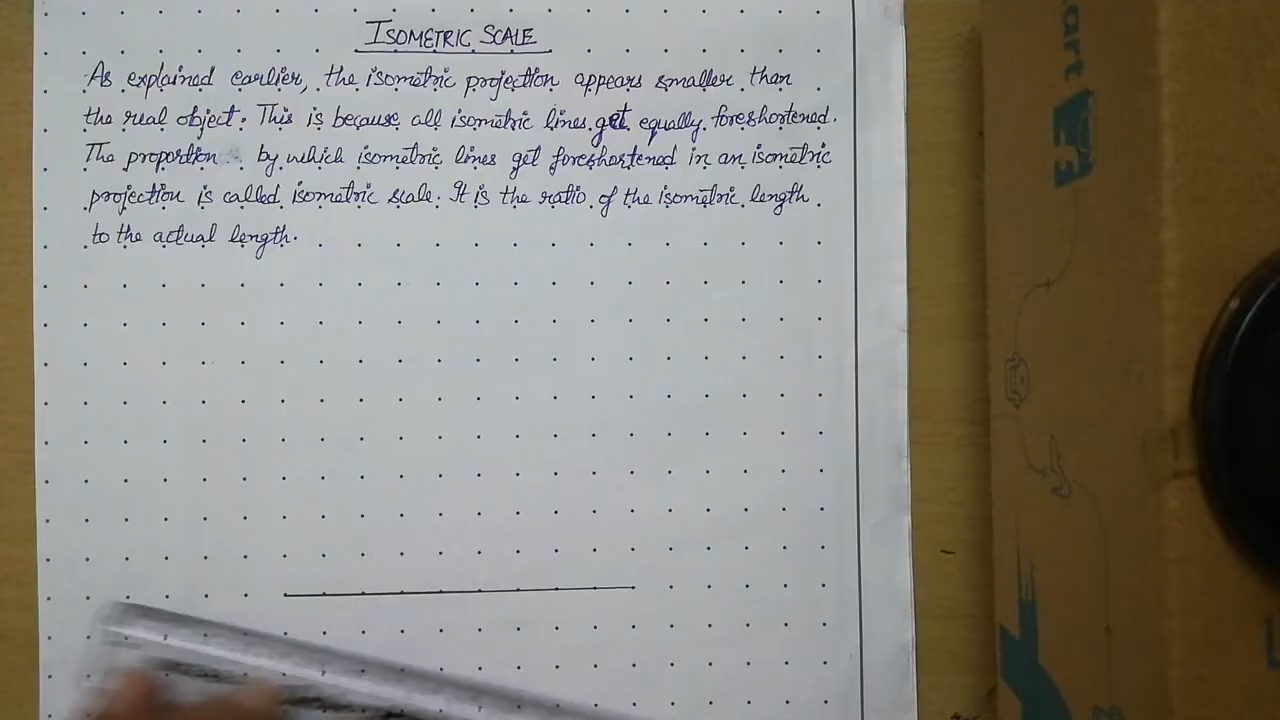 ISOMETRIC SCALE
As explained earlier, the isometric projection appears smaller than
the real object. This is because all isometric lines get equally foreshortened.
The proportion by which isometric lines get foreshortened in an isometric
projection is called isometric scale. It is the ratio of the isometric length
to the actual length.
art